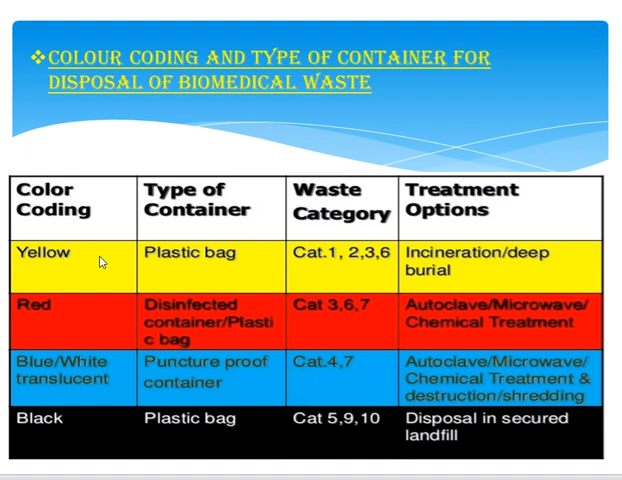 ❖COLOUR CODING AND TYPE OF CONTAINER FOR
DISPOSAL OF BIOMEDICAL WASTE
Color Coding
Type of Container
Waste Category
Treatment Options
Yellow
Plastic bag
Cat.1, 2,3,6
Incineration/deep
burial
Red
Disinfected
container/Plasti
c bag
Cat 3,6,7
Autoclave/Microwave/
Chemical Treatment
Blue/White
translucent
Puncture proof
container
Cat.4,7
Autoclave/Microwave/
Chemical Treatment &
destruction/shredding
Black
Plastic bag
Cat 5,9,10
Disposal in secured
landfill